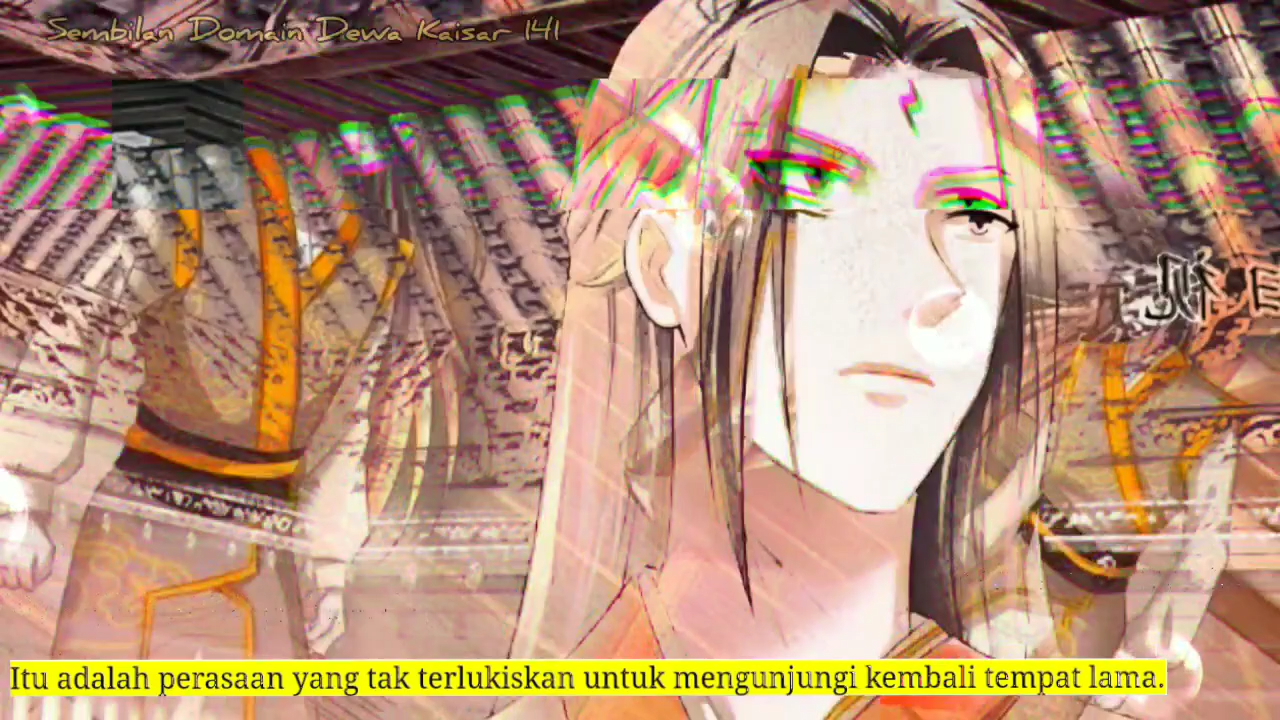 Sembilan Domain Dewa Kaisar 141
Itu adalah perasaan yang tak terlukiskan untuk mengunjungi kembali tempat lama.